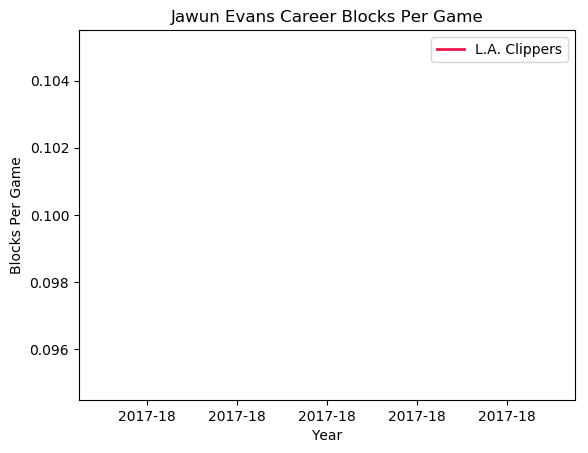 Jawun Evans Career Blocks Per Game
L.A. Clippers
0.104
0.102
0.100
0.098
0.096
Blocks Per Game
2017-18 2017-18 2017-18 2017-18 2017-18
Year